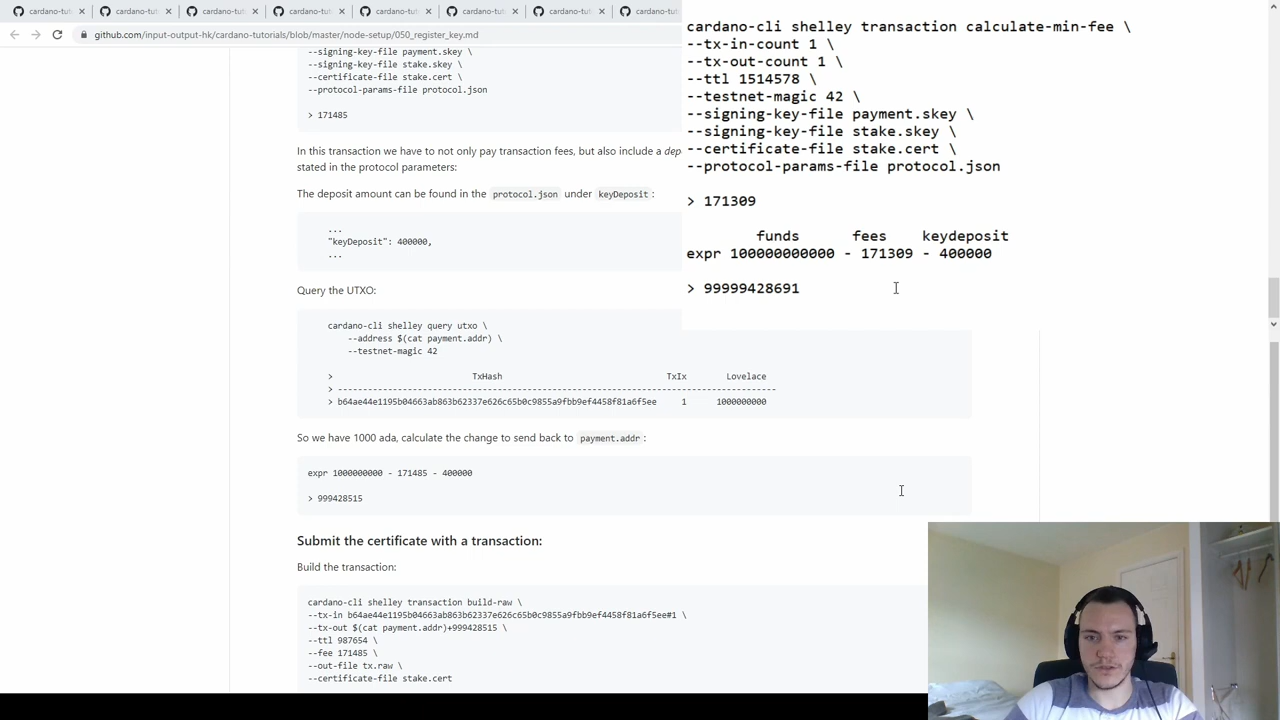 cardano-tut
cardano-tuto
cardano-tut
cardano-tut
cardano-tut
cardano-tut
cardano-tut
cardano-tut
github.com/input-output-hk/cardano-tutorials/blob/master/node-setup/050_register_key.md
--signing-key-file payment.skey \
--signing-key-file stake.skey \
--certificate-file stake.cert \
--protocol-params-file protocol.json
> 171485
In this transaction we have to not only pay transaction fees, but also include a
stated in the protocol parameters:
The deposit amount can be found in the protocol.json under keyDeposit:
...
"keyDeposit": 400000,
...
Query the UTXO:
cardano-cli shelley query utxo \
--address $(cat payment.addr) \
--testnet-magic 42
> TxHash TxIx Lovelace
> ----------------------------------------------------------------------------------------
> b64ae44e1195b04663ab863b62337e626c65b0c9855a9fbb9ef4458f81a6f5ee 1 1000000000
So we have 1000 ada, calculate the change to send back to payment.addr:
expr 1000000000 - 171485 - 400000
> 999428515
Submit the certificate with a transaction:
Build the transaction:
cardano-cli shelley transaction build-raw \
--tx-in b64ae44e1195b04663ab863b62337e626c65b0c9855a9fbb9ef4458f81a6f5ee#1 \
--tx-out $(cat payment.addr)+999428515 \
--ttl 987654 \
--fee 171485 \
--out-file tx.raw \
--certificate-file stake.cert
cardano-cli shelley transaction calculate-min-fee \
--tx-in-count 1 \
--tx-out-count 1 \
--ttl 1514578 \
--testnet-magic 42 \
--signing-key-file payment.skey \
--signing-key-file stake.skey \
--certificate-file stake.cert \
--protocol-params-file protocol.json
> 171309
funds fees keydeposit
expr 100000000000 - 171309 - 400000
> 99999428691